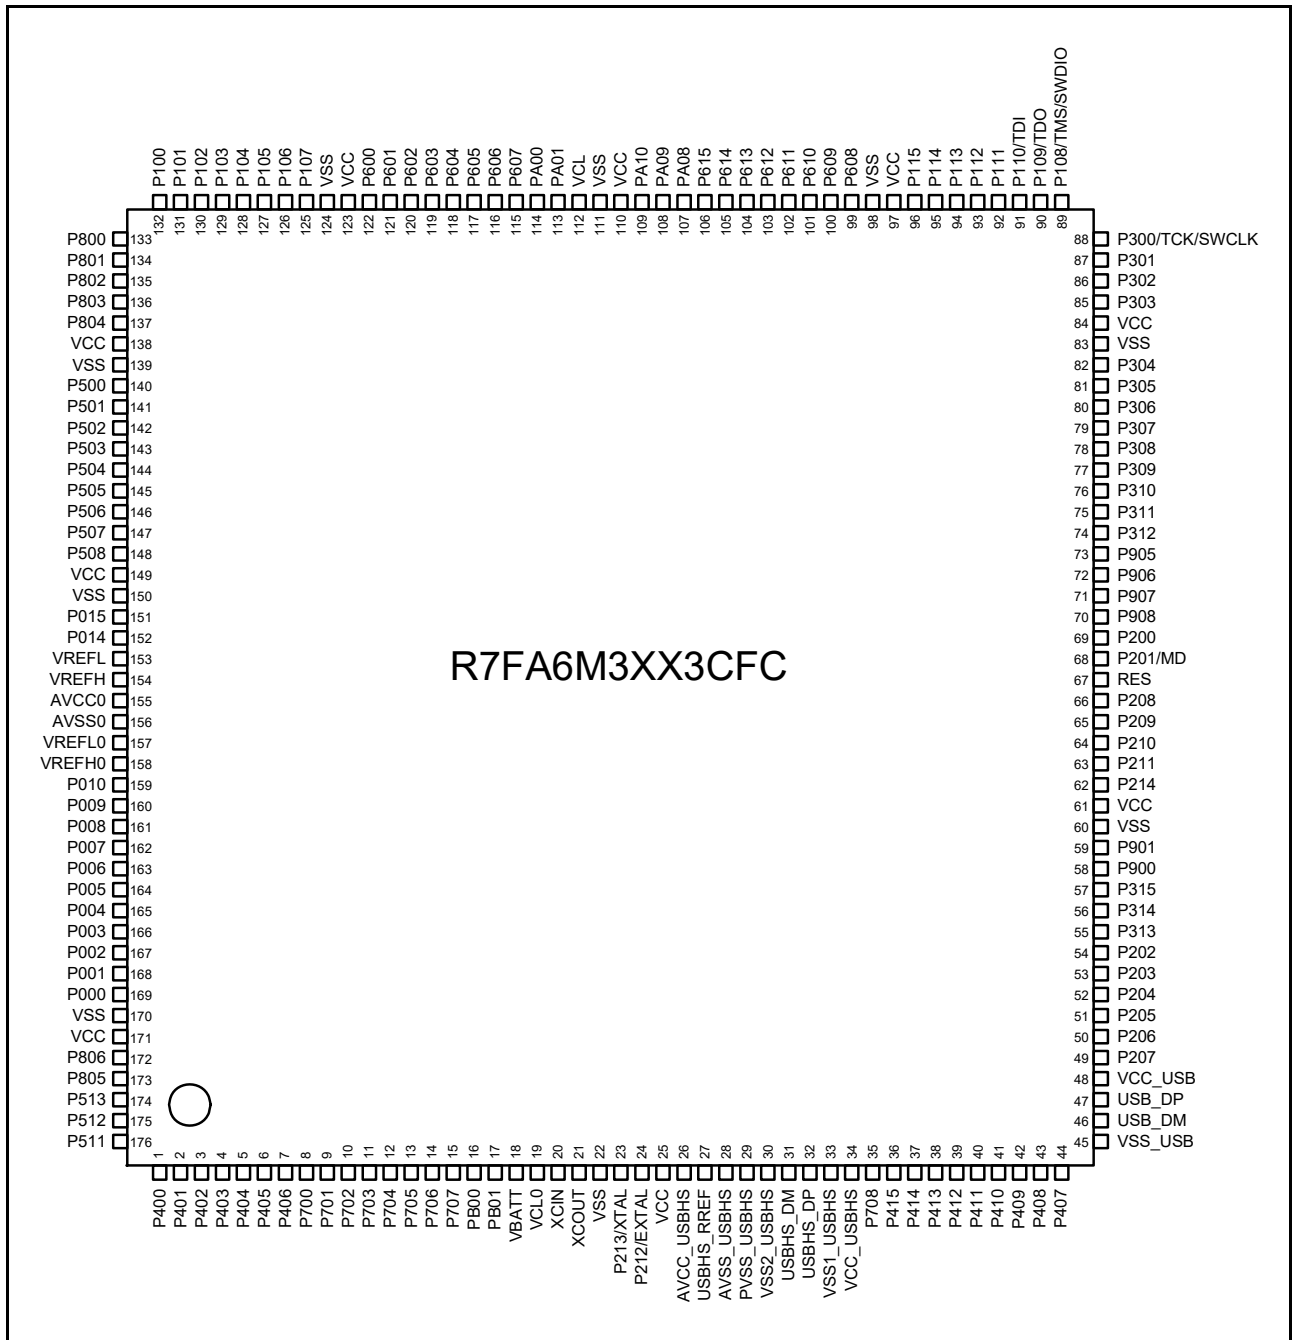 P100 P101 P102 P103 P104 P105 P106 P107 VSS VCC P600 P601 P602 P603 P604 P605 P606 P607 PA00 PA01 VCL VSS VCC PA10 PA09 PA08 P615 P614 P613 P612 P611 P610 P609 P608 VSS VCC P115 P114 P113 P112 P111 P110/TDI P109/TDO P108/TMS/SWDIO
132 131 130 129 128 127 126 125 124 123 122 121 120 119 118 117 116 115 114 113 112 111 110 109 108 107 106 105 104 103 102 101 100 99 98 97 96 95 94 93 92 91 90 89
P800 133 88 P300/TCK/SWCLK
P801 134 87 P301
P802 135 86 P302
P803 136 85 P303
P804 137 84 VCC
VCC 138 83 VSS
VSS 139 82 P304
P500 140 81 P305
P501 141 80 P306
P502 142 79 P307
P503 143 78 P308
P504 144 77 P309
P505 145 76 P310
P506 146 75 P311
P507 147 74 P312
P508 148 73 P905
VCC 149 72 P906
VSS 150 71 P907
P015 151 70 P908
P014 152 69 P200
VREFL 153 68 P201/MD
R7FA6M3XX3CFC
VREFH 154 67 RES
AVCC0 155 66 P208
AVSS0 156 65 P209
VREFL0 157 64 P210
VREFH0 158 63 P211
P010 159 62 P214
P009 160 61 VCC
P008 161 60 VSS
P007 162 59 P901
P006 163 58 P900
P005 164 57 P315
P004 165 56 P314
P003 166 55 P313
P002 167 54 P202
P001 168 53 P203
P000 169 52 P204
VSS 170 51 P205
VCC 171 50 P206
P806 172 49 P207
P805 173 48 VCC_USB
P513 174 47 USB_DP
P512 175 46 USB_DM
P511 176 45 VSS_USB
1 2 3 4 5 6 7 8 9 10 11 12 13 14 15 16 17 18 19 20 21 22 23 24 25 26 27 28 29 30 31 32 33 34 35 36 37 38 39 40 41 42 43 44
P400 P401 P402 P403 P404 P405 P406 P700 P701 P702 P703 P704 P705 P706 P707 PB00 PB01 VBATT VCL0 XCIN XCOUT VSS P213/XTAL P212/EXTAL VCC AVCC_USBHS USBHS_RREF AVSS_USBHS PVSS_USBHS VSS2_USBHS USBHS_DM USBHS_DP VSS1_USBHS VCC_USBHS P708 P415 P414 P413 P412 P411 P410 P409 P408 P407